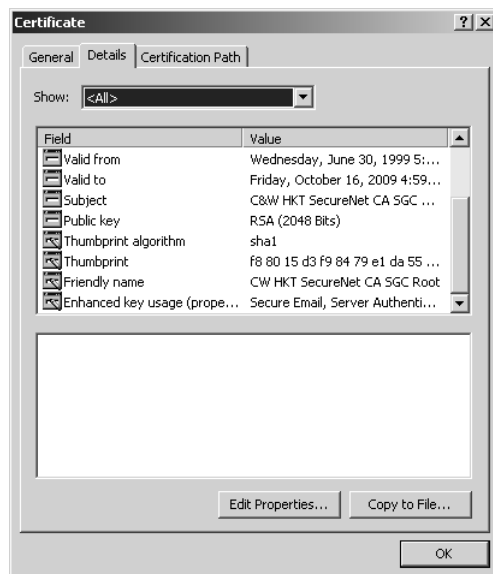 Certificate
General Details Certification Path
Show: <All>
Field Value
Valid from Wednesday, June 30, 1999 5:...
Valid to Friday, October 16, 2009 4:59...
Subject C&W HKT SecureNet CA SGC ...
Public key RSA (2048 Bits)
Thumbprint algorithm sha1
Thumbprint f8 80 15 d3 f9 84 79 e1 da 55 ...
Friendly name CW HKT SecureNet CA SGC Root
Enhanced key usage (prope... Secure Email, Server Authenti...
Edit Properties... Copy to File...
OK